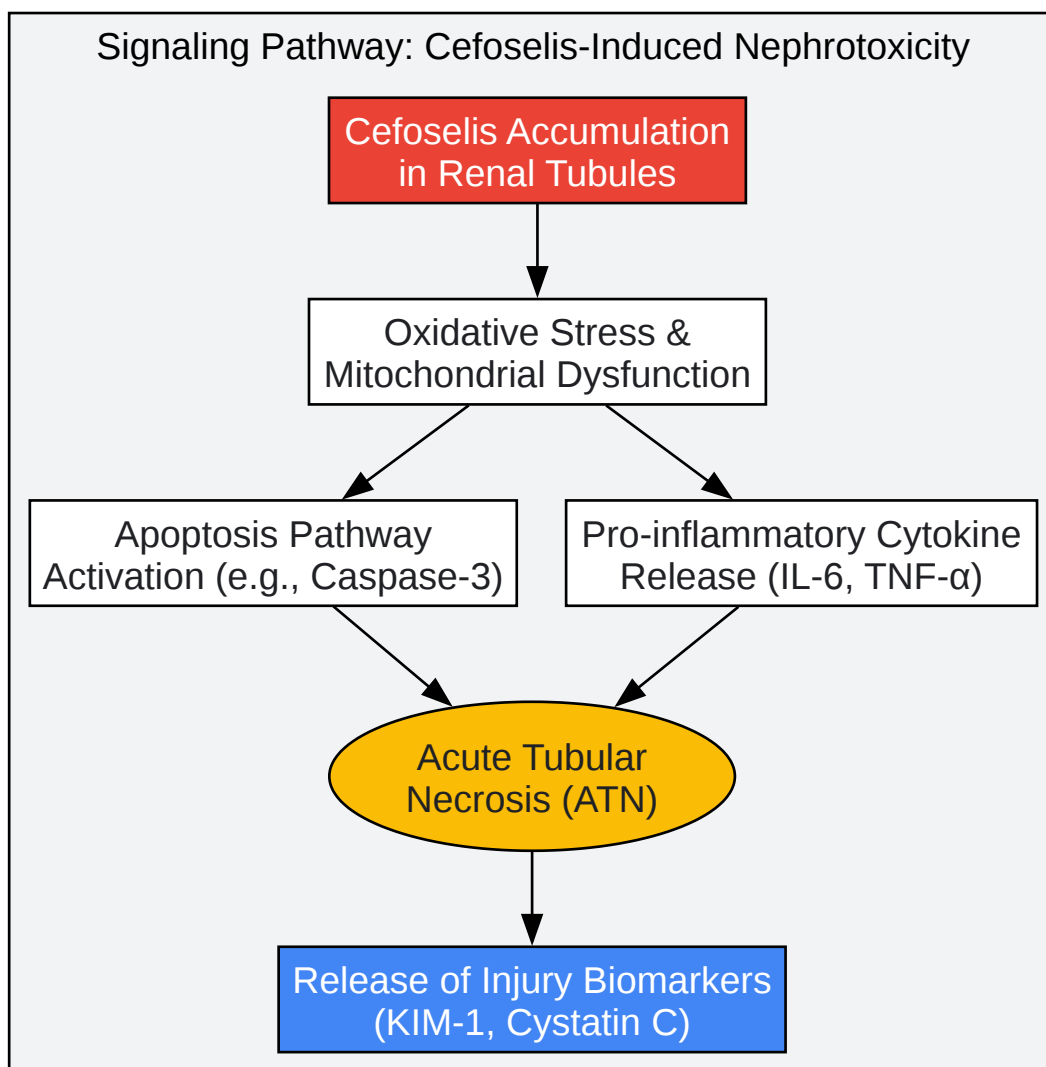 Signaling Pathway: Cefoselis-Induced Nephrotoxicity
Cefoselis Accumulation
in Renal Tubules
Oxidative Stress &
Mitochondrial Dysfunction
Apoptosis Pathway
Activation (e.g., Caspase-3)
Pro-inflammatory Cytokine
Release (IL-6, TNF-α)
Acute Tubular
Necrosis (ATN)
Release of Injury Biomarkers
(KIM-1, Cystatin C)